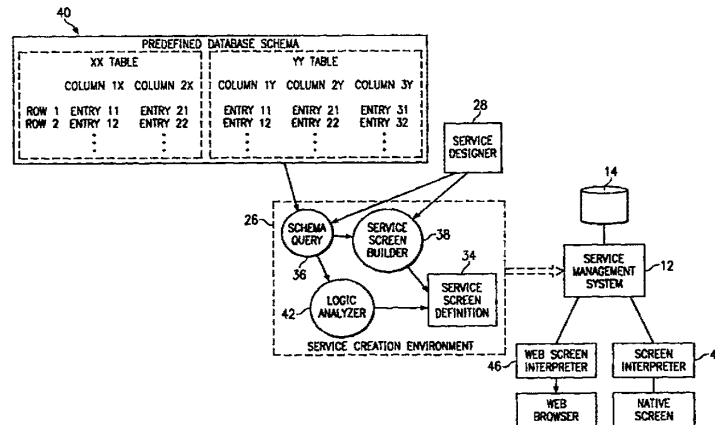 40
PREDEFINED DATABASE SCHEMA
XX TABLE
COLUMN 1X COLUMN 2X
ROW 1 ENTRY 11 ENTRY 21
ROW 2 ENTRY 12 ENTRY 22
YY TABLE
COLUMN 1Y COLUMN 2Y COLUMN 3Y
ENTRY 11 ENTRY 21 ENTRY 31
ENTRY 12 ENTRY 22 ENTRY 32
28
SERVICE
DESIGNER
14
26
SCHEMA
QUERY
36
SERVICE
SCREEN
BUILDER
38
34
SERVICE
SCREEN
DEFINITION
LOGIC
ANALYZER
42
SERVICE CREATION ENVIRONMENT
SERVICE
MANAGEMENT
SYSTEM
12
WEB SCREEN
INTERPRETER
46
SCREEN
INTERPRETER
4
WEB
BROWSER
NATIVE
SCREEN